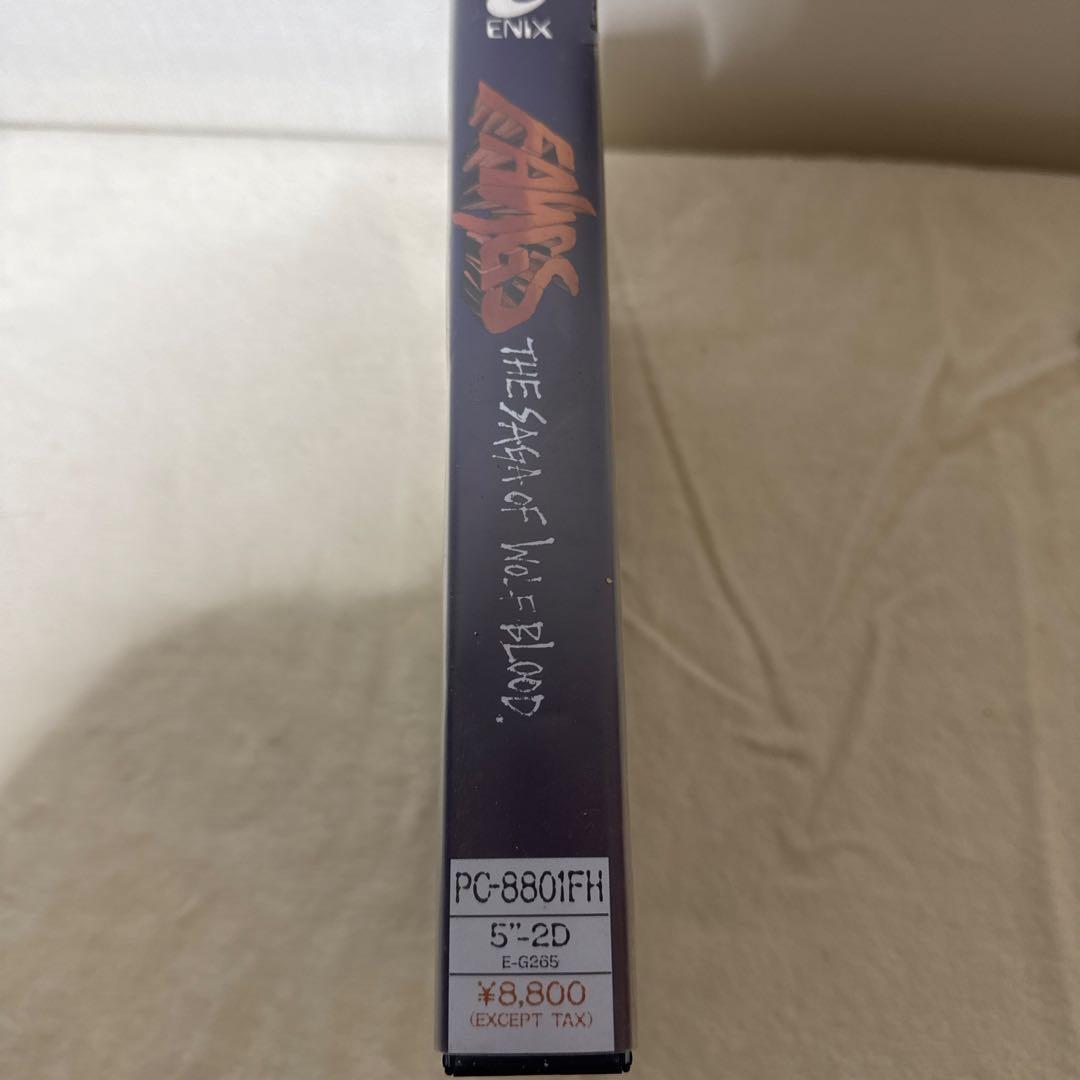 ENIX
FANGS
THE SAGA OF WOLF BLOOD.
PC-8801FH
5"-2D
E-G265
¥8,800
(EXCEPT TAX)